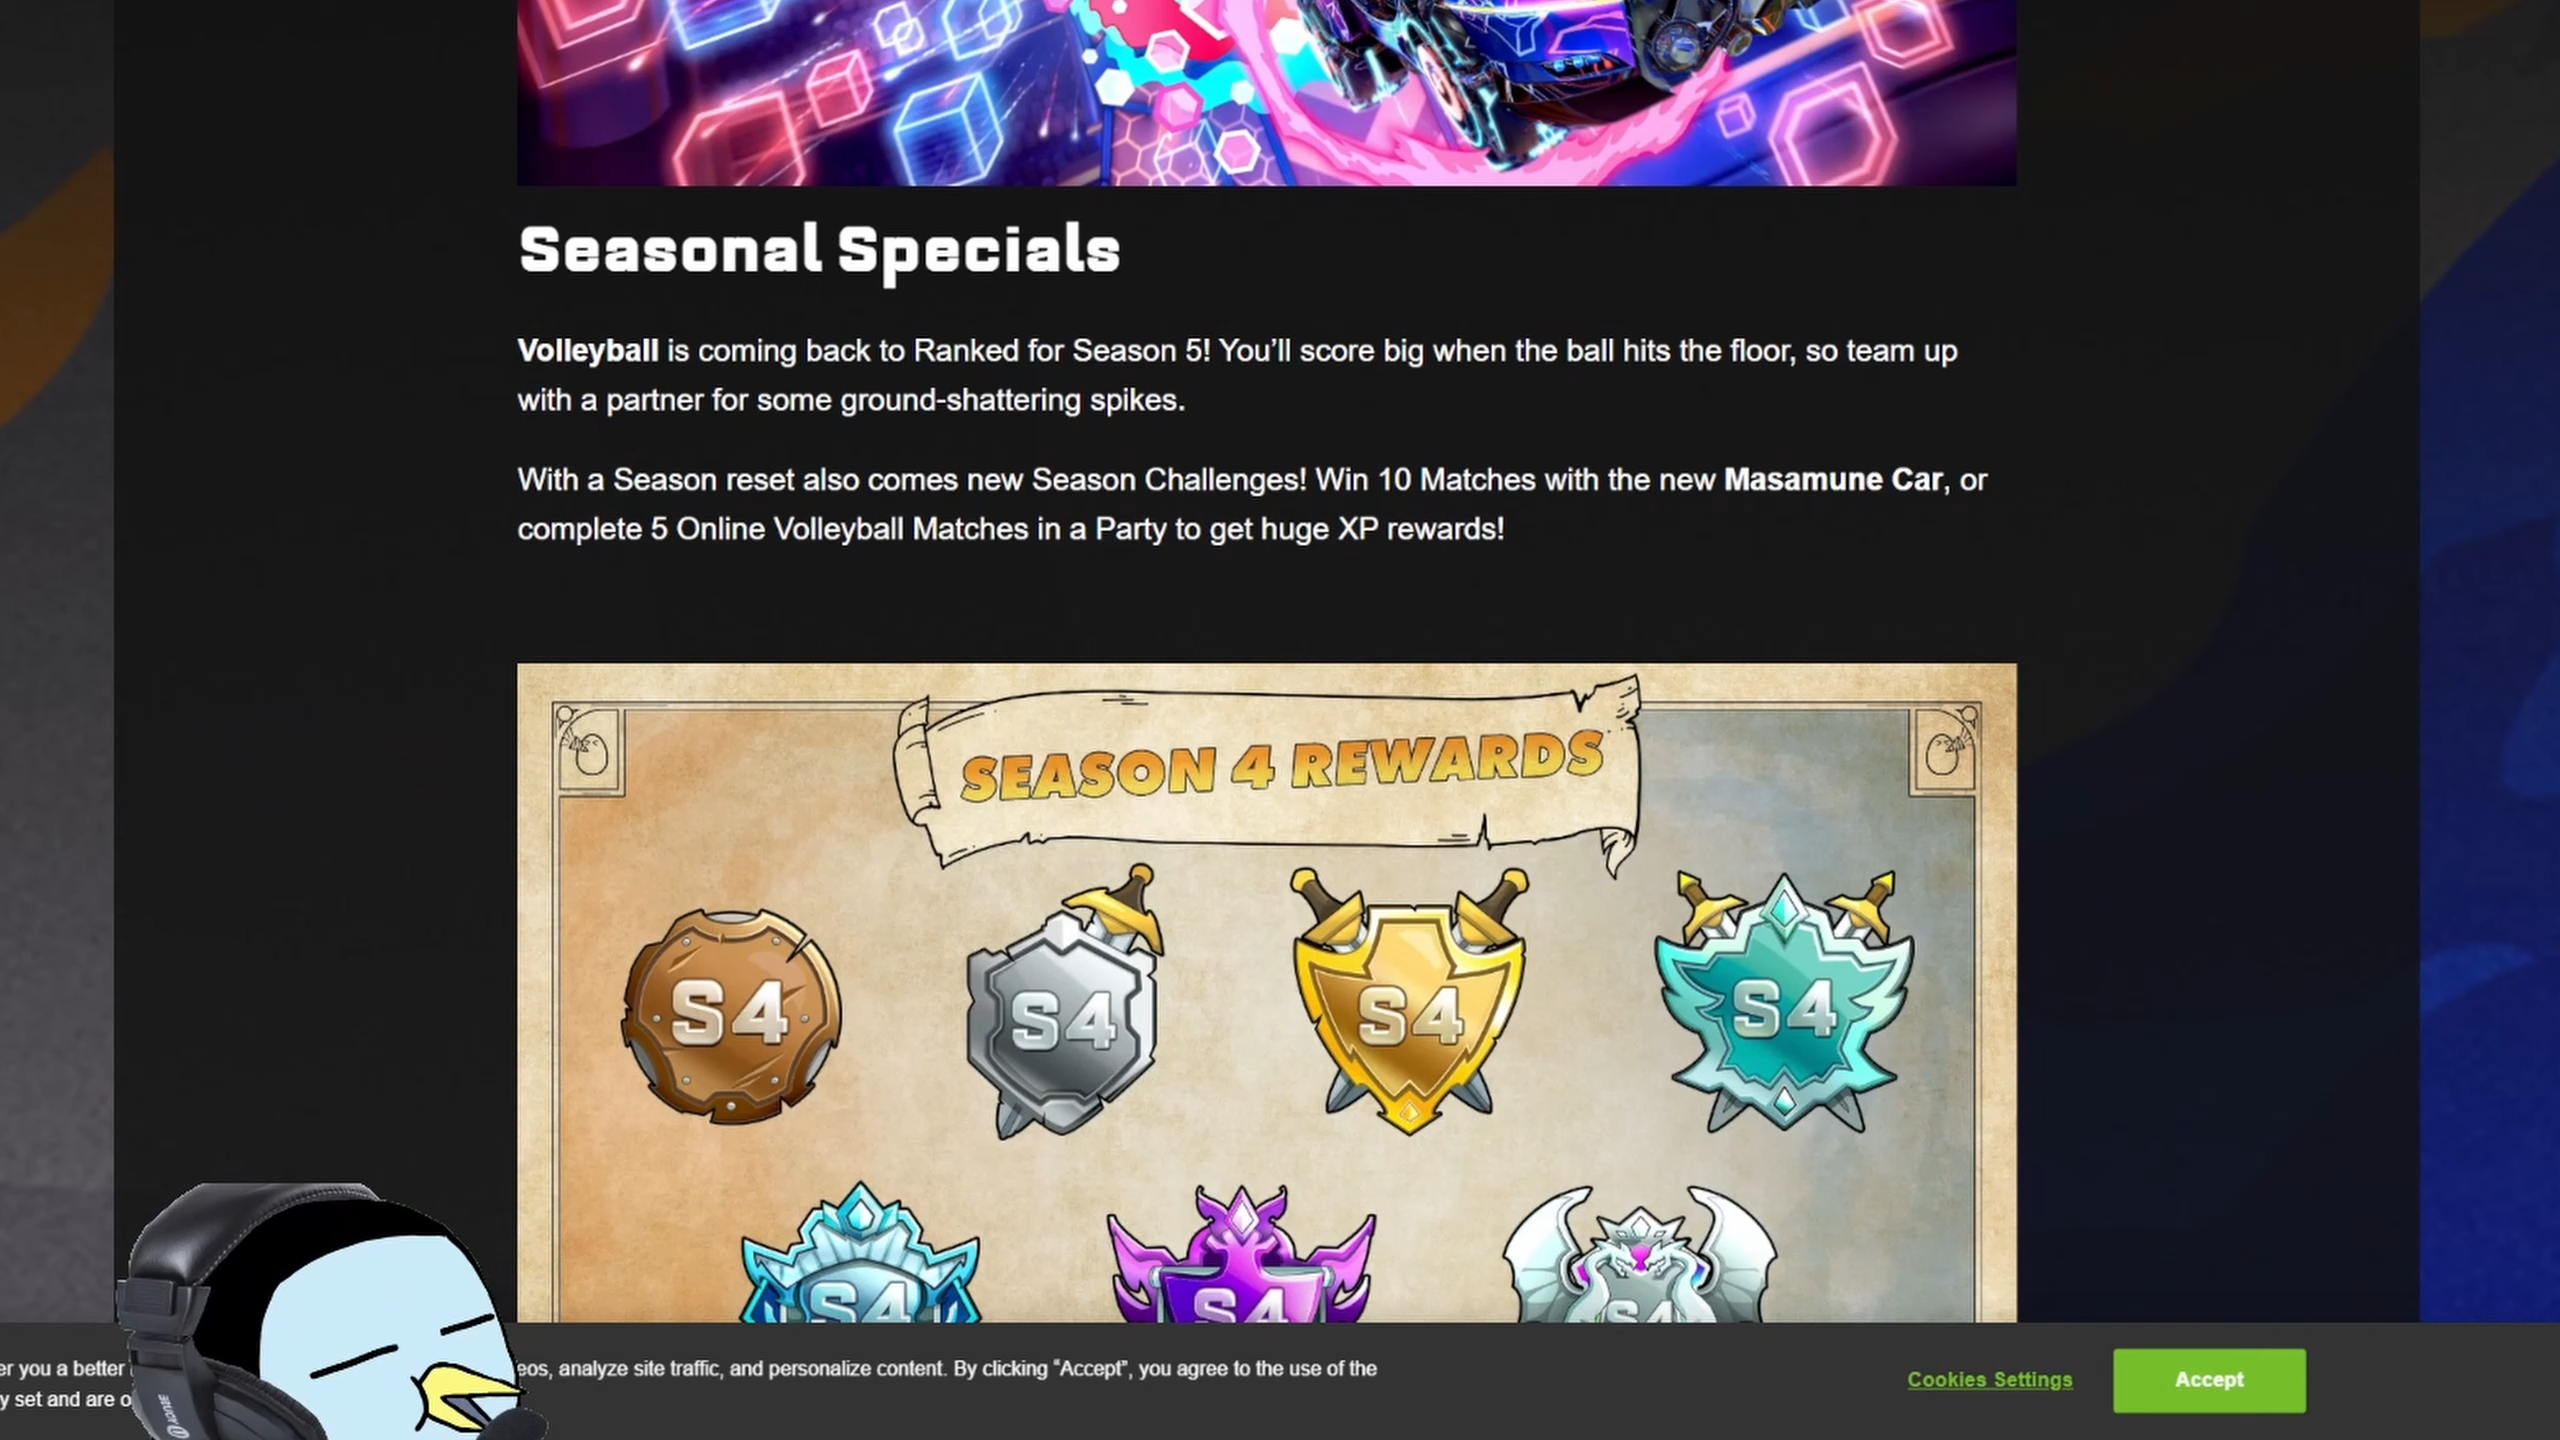 Seasonal Specials
Volleyball is coming back to Ranked for Season 5! You’ll score big when the ball hits the floor, so team up
with a partner for some ground-shattering spikes.
With a Season reset also comes new Season Challenges! Win 10 Matches with the new Masamune Car, or
complete 5 Online Volleyball Matches in a Party to get huge XP rewards!
SEASON 4 REWARDS
S4 S4 S4 S4
S4 S4 S4
er you a better eos, analyze site traffic, and personalize content. By clicking “Accept”, you agree to the use of the
y set and are o
Cookies Settings Accept